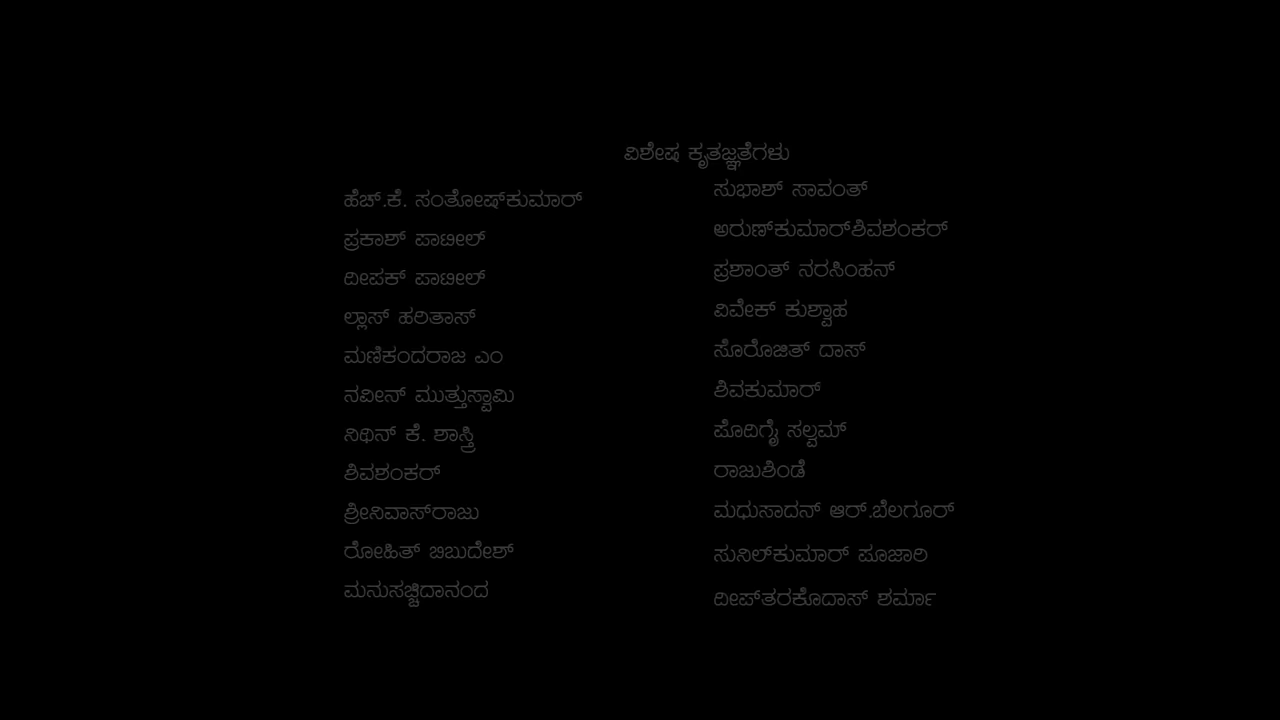 ವಿಶೇಷ ಕೃತಜ್ಞತೆಗಳು
ಹೆಚ್.ಕೆ. ಸಂತೋಷ್‌ಕುಮಾರ್
ಪ್ರಕಾಶ್ ಪಾಟೀಲ್
ದೀಪಕ್ ಪಾಟೀಲ್
ಲ್ಲಾಸ್ ಹರಿತಾಸ್
ಮಣಿಕಂದರಾಜ ಎಂ
ನವೀನ್ ಮುತ್ತುಸ್ವಾಮಿ
ನಿಥಿನ್ ಕೆ. ಶಾಸ್ತ್ರಿ
ಶಿವಶಂಕರ್
ಶ್ರೀನಿವಾಸ್‌ರಾಜು
ರೋಹಿತ್ ಬಿಬುದೇಶ್
ಮನುಸಚ್ಚಿದಾನಂದ
ಸುಭಾಶ್ ಸಾವಂತ್
ಅರುಣ್‌ಕುಮಾರ್‌ಶಿವಶಂಕರ್
ಪ್ರಶಾಂತ್ ನರಸಿಂಹನ್
ವಿವೇಕ್ ಕುಶ್ವಾಹ
ಸೊರೊಜಿತ್ ದಾಸ್
ಶಿವಕುಮಾರ್
ಪೊದಿಗೈ ಸಲ್ವಮ್
ರಾಜುಶಿಂಡೆ
ಮಧುಸಾದನ್ ಆರ್.ಬೆಲಗೂರ್
ಸುನಿಲ್‌ಕುಮಾರ್ ಪೂಜಾರಿ
ದೀಪ್‌ತರಕೊದಾಸ್ ಶರ್ಮಾ